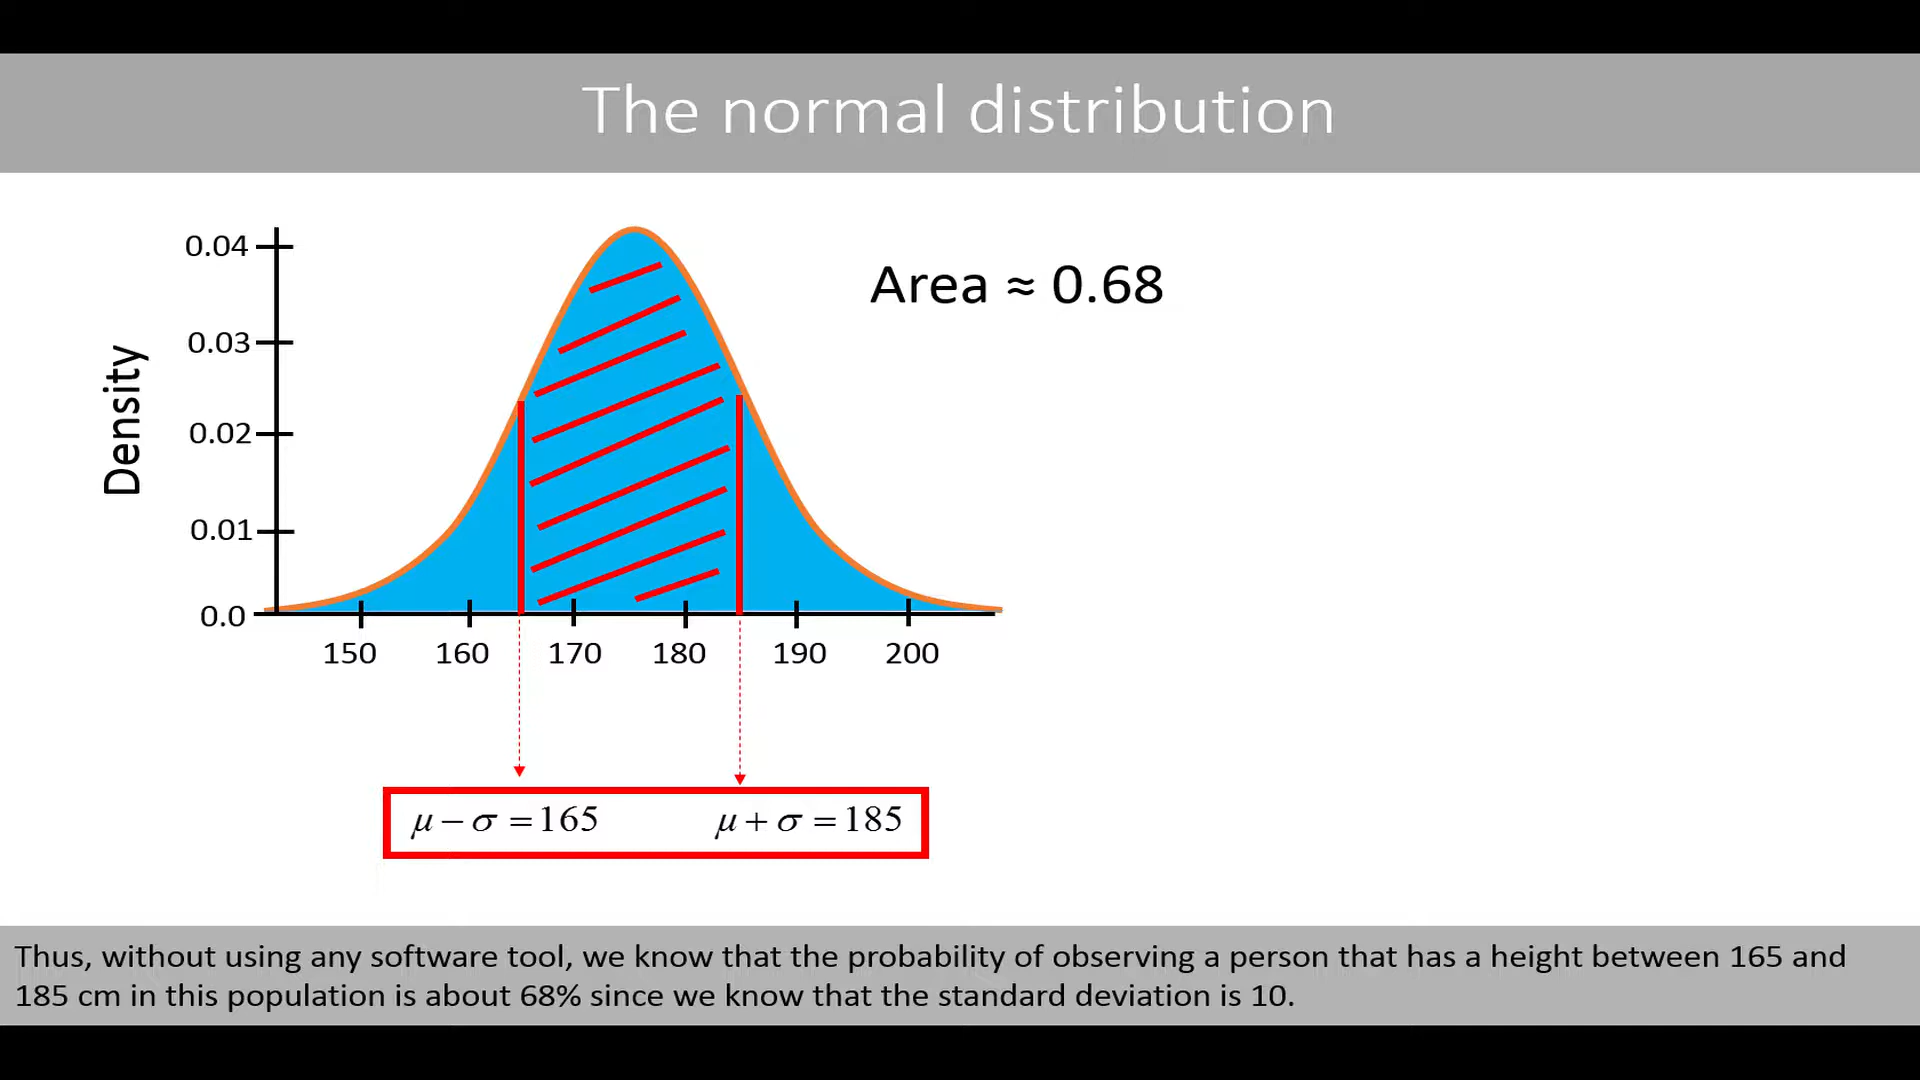 The normal distribution
Area ≈ 0.68
Density
0.04
0.03
0.02
0.01
0.0
150 160 170 180 190 200
μ − σ = 165 μ + σ = 185
Thus, without using any software tool, we know that the probability of observing a person that has a height between 165 and
185 cm in this population is about 68% since we know that the standard deviation is 10.